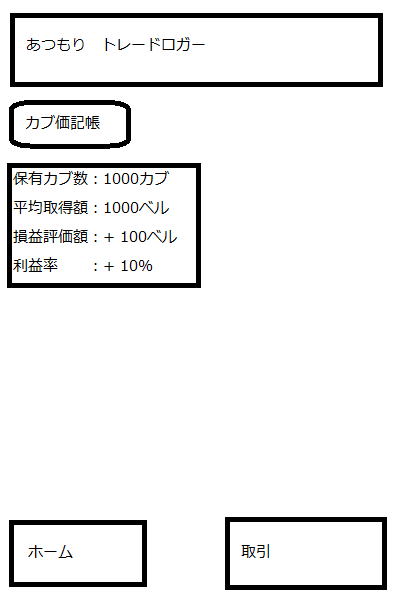 あつもり　トレードロガー
カブ価記帳
保有カブ数：1000カブ
平均取得額：1000ベル
損益評価額：+ 100ベル
利益率　　：+ 10%
ホーム
取引